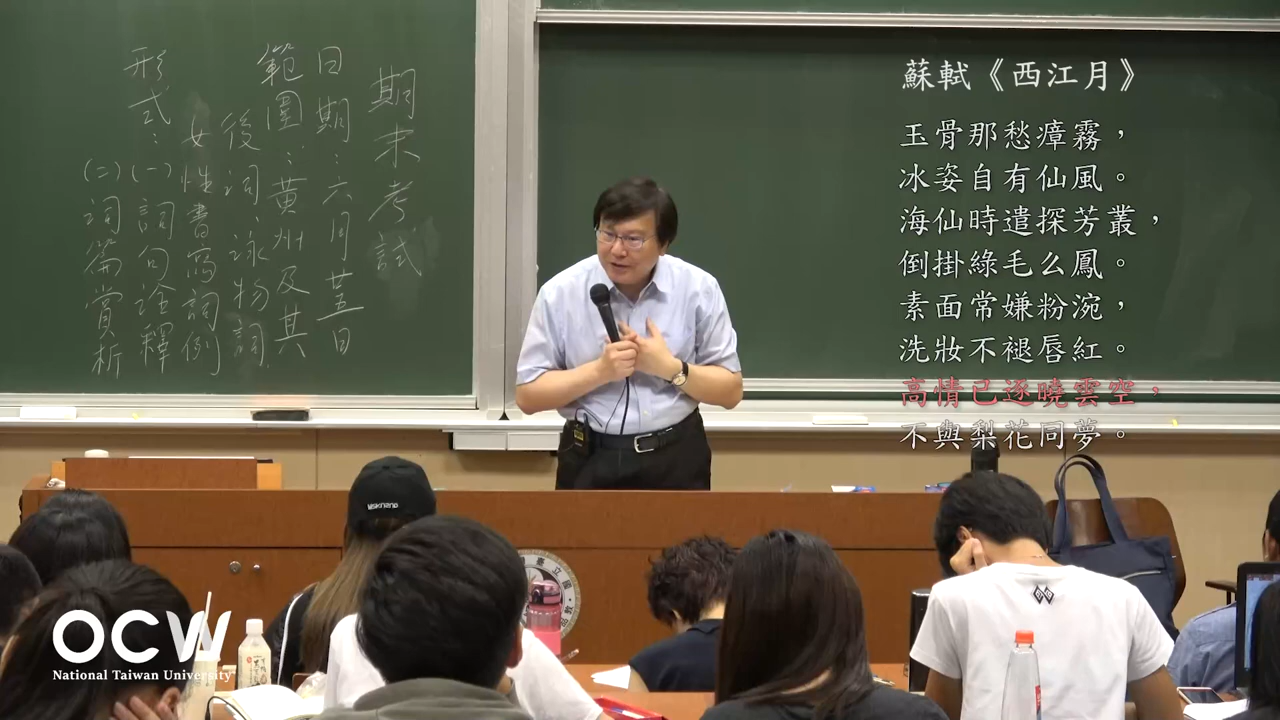 期末考試
日期：六月廿五日
範圍：黃州及其
後詞、詠物詞
女性書寫詞例
形式：(一)詞句詮釋
(二)詞篇賞析
蘇軾《西江月》
玉骨那愁瘴霧，
冰姿自有仙風。
海仙時遣探芳叢，
倒掛綠毛么鳳。
素面常嫌粉涴，
洗妝不褪唇紅。
高情已逐曉雲空，
不與梨花同夢。
OCW
National Taiwan University